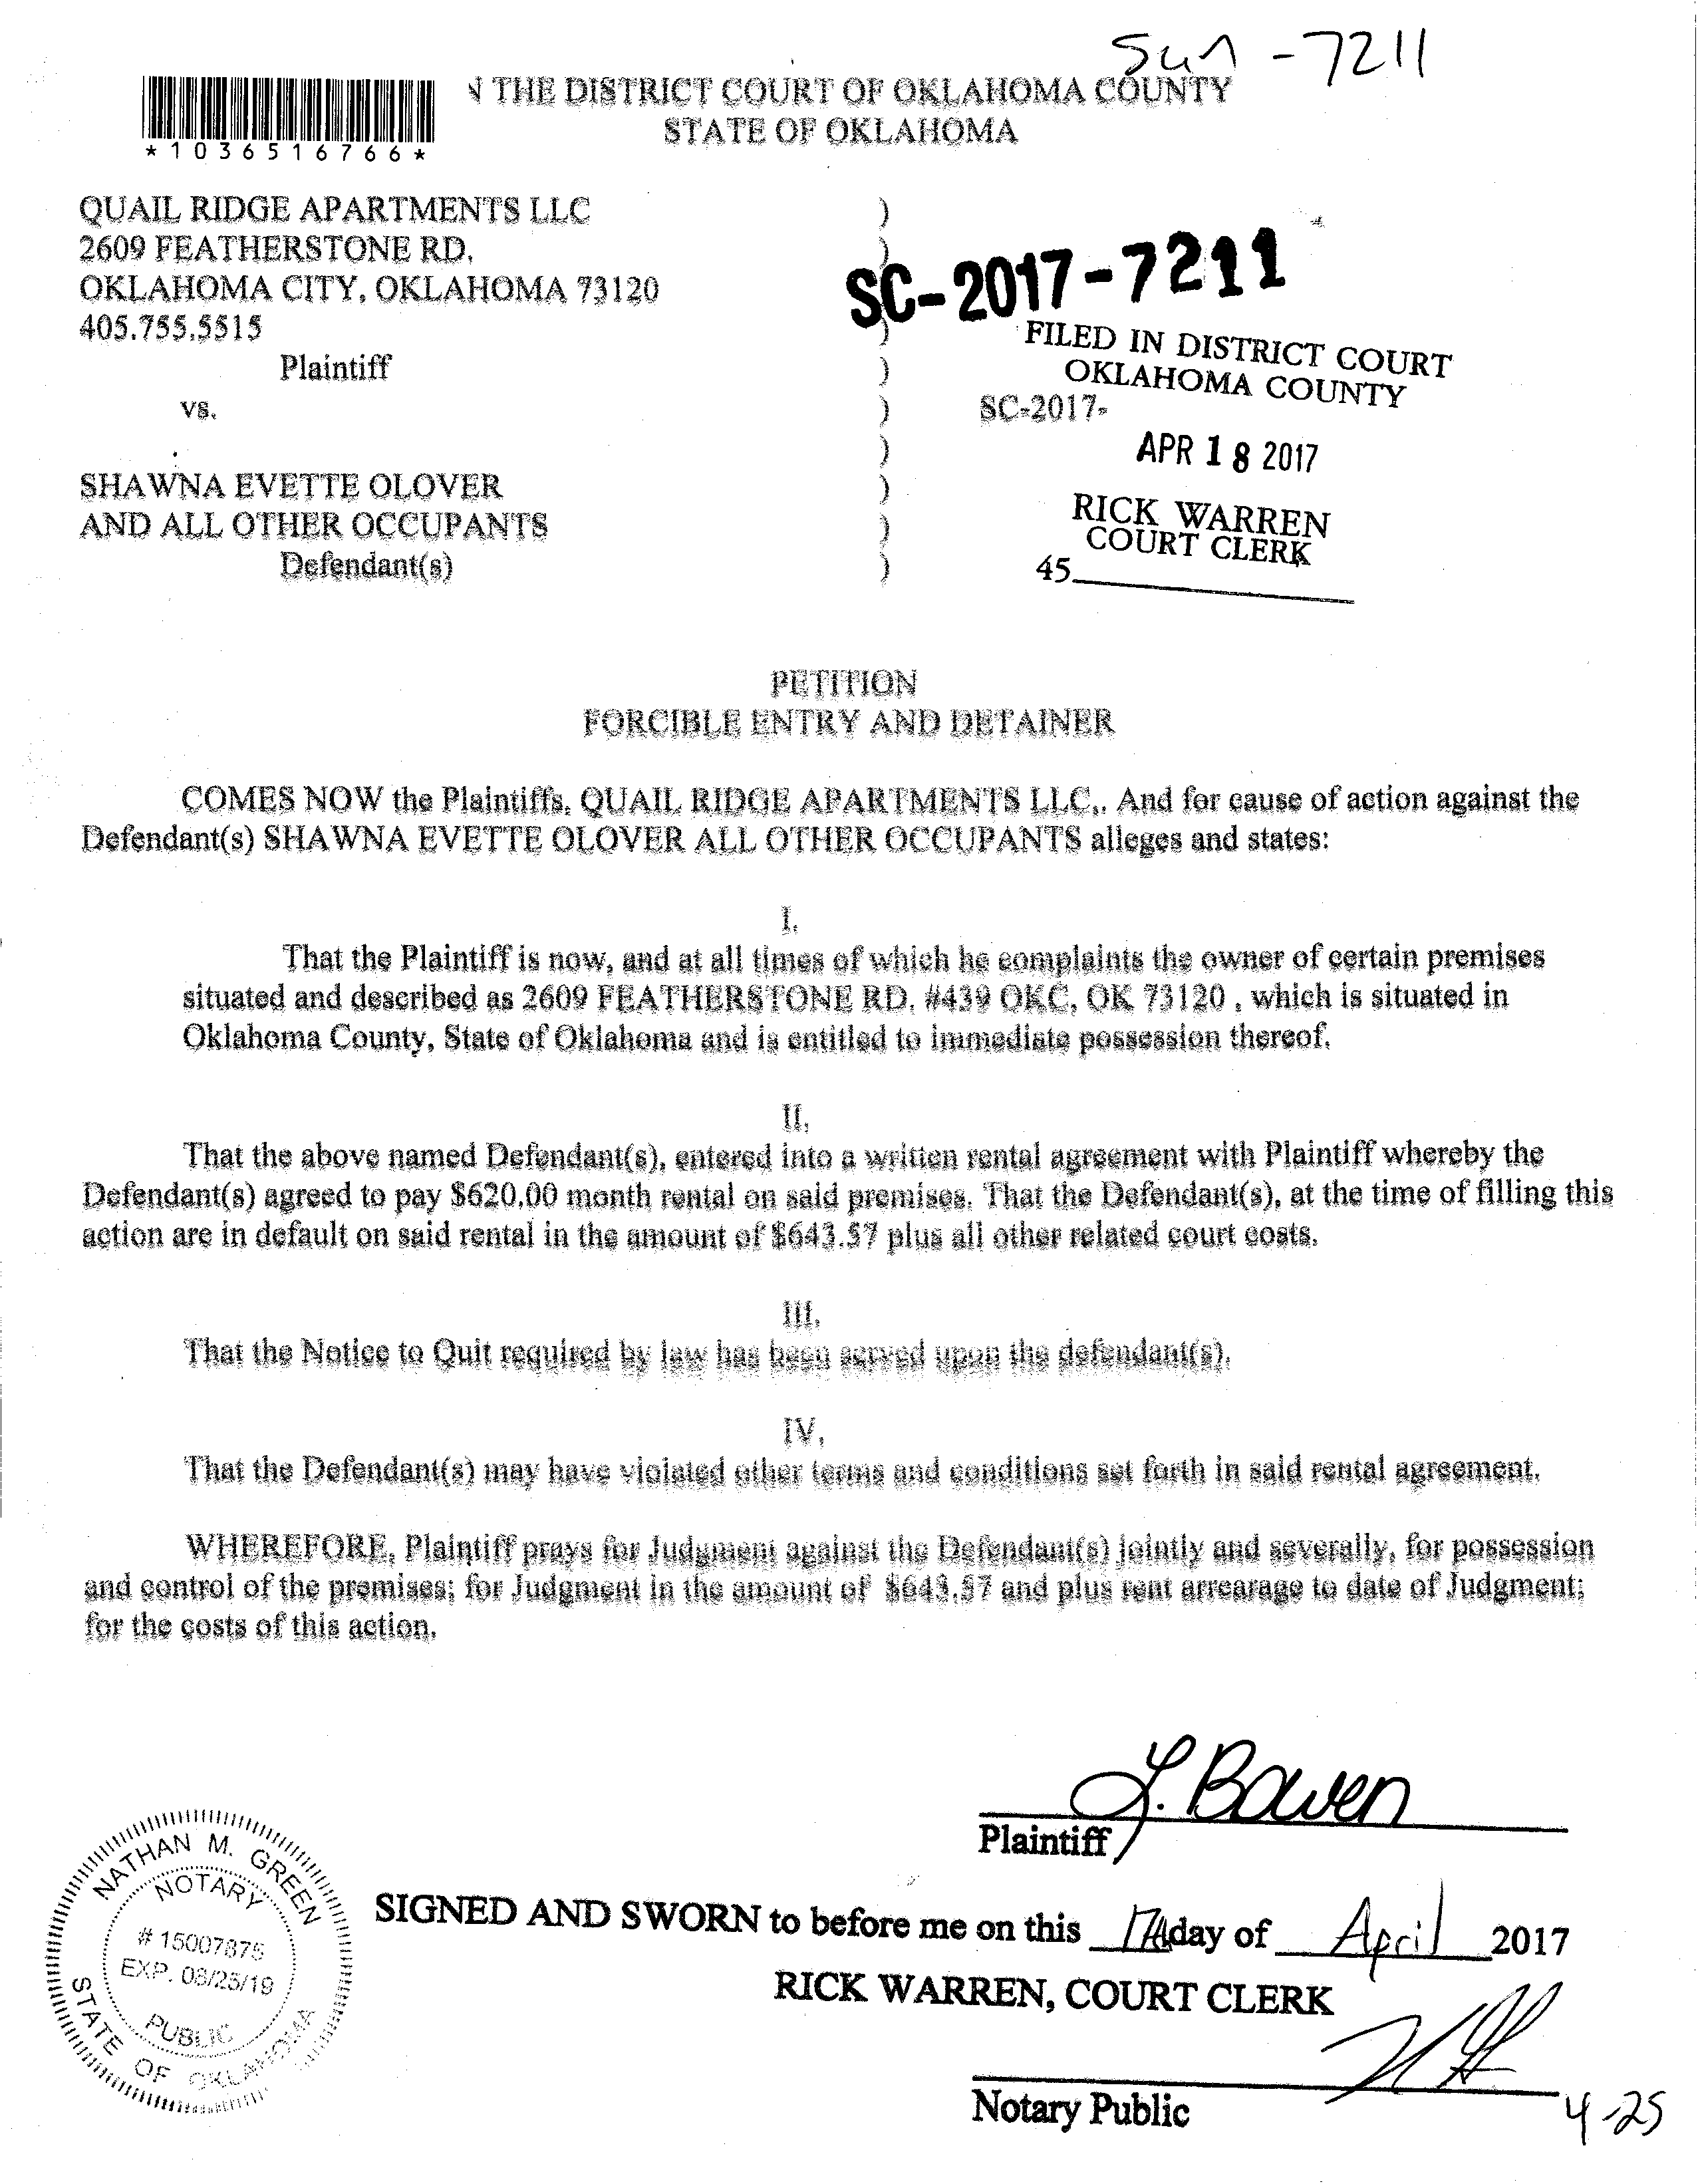 Sun -7211
N THE DISTRICT COURT OF OKLAHOMA COUNTY
STATE OF OKLAHOMA
*1036516766*
QUAIL RIDGE APARTMENTS LLC
2609 FEATHERSTONE RD.
OKLAHOMA CITY, OKLAHOMA 73120
405.755.5515
Plaintiff
vs.
SHAWNA EVETTE OLOVER
AND ALL OTHER OCCUPANTS
Defendant(s)
)
)
)
)
)
)
)
)
)
SC-2017-7211
FILED IN DISTRICT COURT
OKLAHOMA COUNTY
SC-2017-
APR 18 2017
RICK WARREN
COURT CLERK
45
PETITION
FORCIBLE ENTRY AND DETAINER
COMES NOW the Plaintiffs, QUAIL RIDGE APARTMENTS LLC,. And for cause of action against the
Defendant(s) SHAWNA EVETTE OLOVER ALL OTHER OCCUPANTS alleges and states:
I.
That the Plaintiff is now, and at all times of which he complaints the owner of certain premises
situated and described as 2609 FEATHERSTONE RD. #439 OKC, OK 73120 , which is situated in
Oklahoma County, State of Oklahoma and is entitled to immediate possession thereof.
II.
That the above named Defendant(s), entered into a written rental agreement with Plaintiff whereby the
Defendant(s) agreed to pay $620.00 month rental on said premises. That the Defendant(s), at the time of filling this
action are in default on said rental in the amount of $643.57 plus all other related court costs.
III.
That the Notice to Quit required by law has been served upon the defendant(s).
IV.
That the Defendant(s) may have violated other terms and conditions set forth in said rental agreement.
WHEREFORE, Plaintiff prays for Judgment against the Defendant(s) jointly and severally, for possession
and control of the premises; for Judgment in the amount of $643.57 and plus rent arrearage to date of Judgment;
for the costs of this action.
L. Bowen
Plaintiff
SIGNED AND SWORN to before me on this 17th day of April 2017
RICK WARREN, COURT CLERK
Notary Public
4-25
NATHAN M. GREEN
NOTARY
# 15007875
EXP. 08/25/19
PUBLIC
STATE OF OKLAHOMA